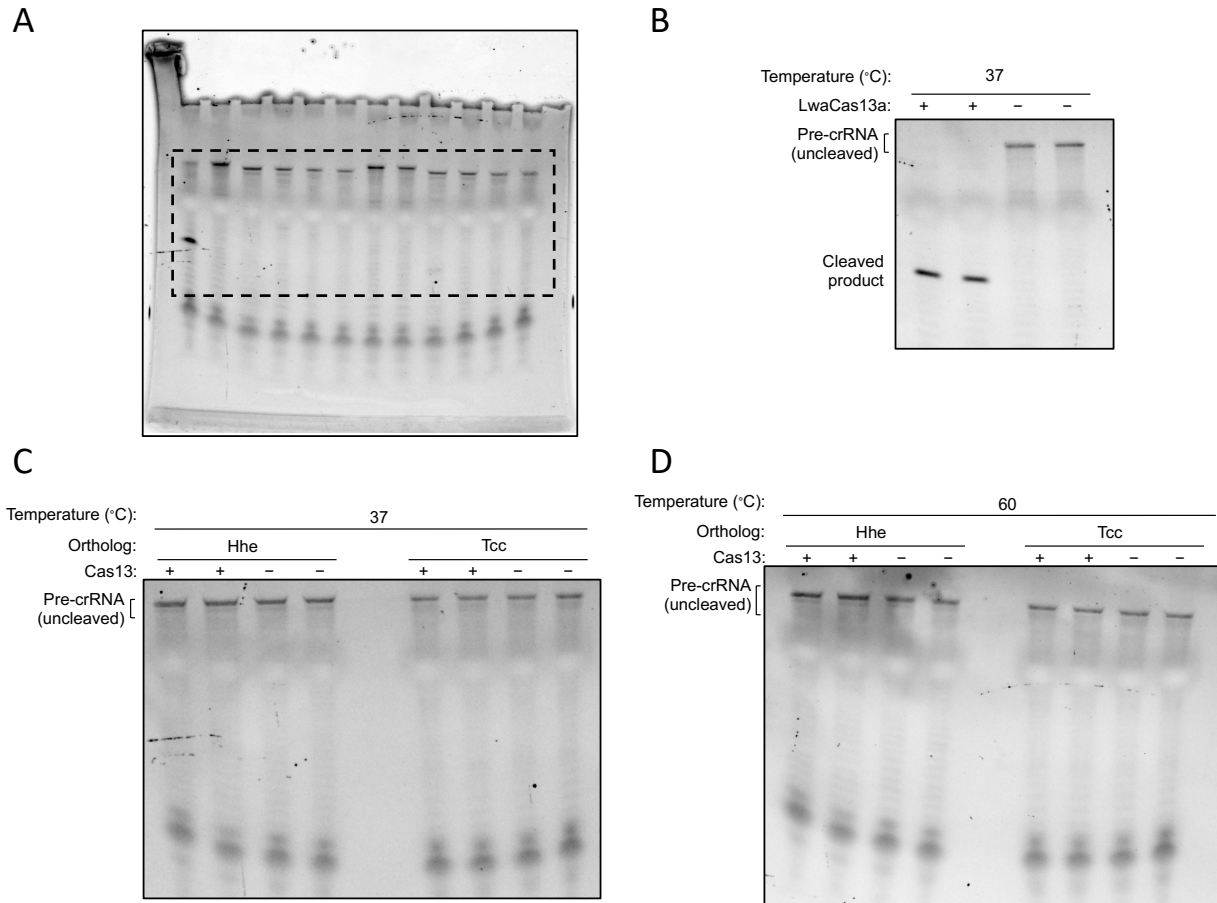 A
B
Temperature (°C): 37
LwaCas13a: + + − −
Pre-crRNA
(uncleaved)
Cleaved
product
C
Temperature (°C): 37
Ortholog: Hhe Tcc
Cas13: + + − − + + − −
Pre-crRNA
(uncleaved)
D
Temperature (°C): 60
Ortholog: Hhe Tcc
Cas13: + + − − + + − −
Pre-crRNA
(uncleaved)